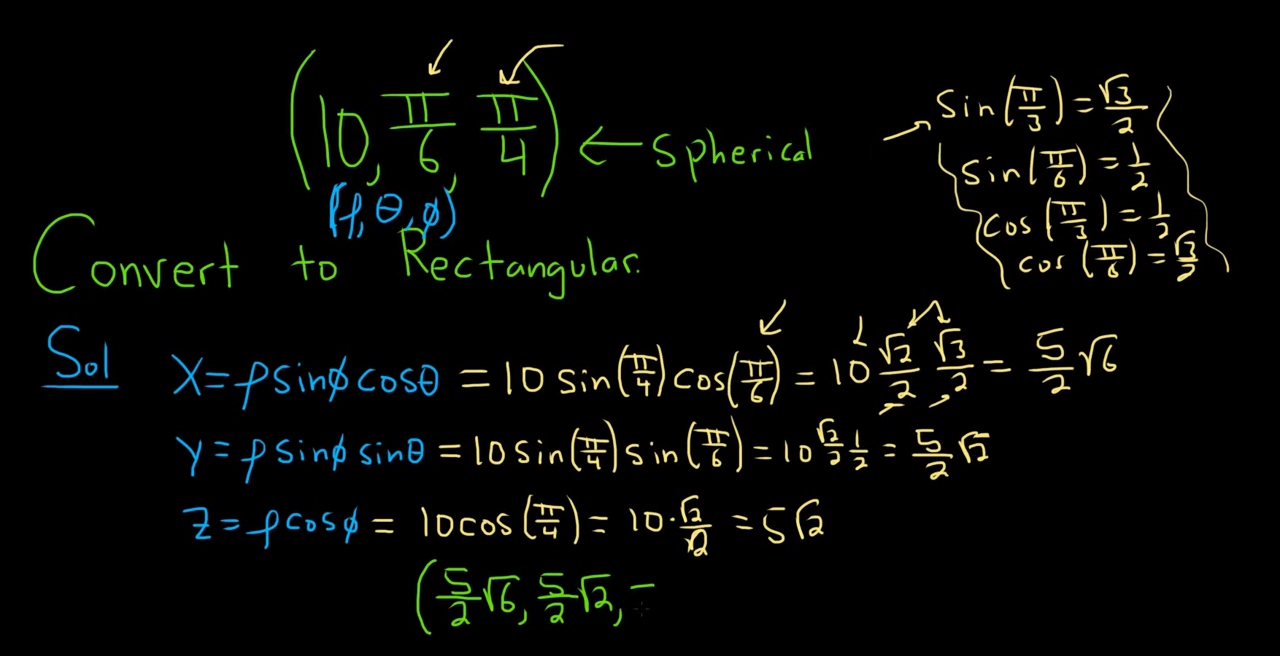 (10, π/6, π/4) ← Spherical
(ρ, θ, φ)
Convert to Rectangular.
sin(π/3) = √3/2
sin(π/6) = 1/2
cos(π/3) = 1/2
cos(π/6) = √3/2
Sol X = ρ sinφ cosθ = 10 sin(π/4) cos(π/6) = 10 √2/2 √3/2 = 5/2 √6
Y = ρ sinφ sinθ = 10 sin(π/4) sin(π/6) = 10 √2/2 1/2 = 5/2 √2
Z = ρ cosφ = 10 cos(π/4) = 10 · √2/2 = 5√2
(5/2 √6, 5/2 √2,